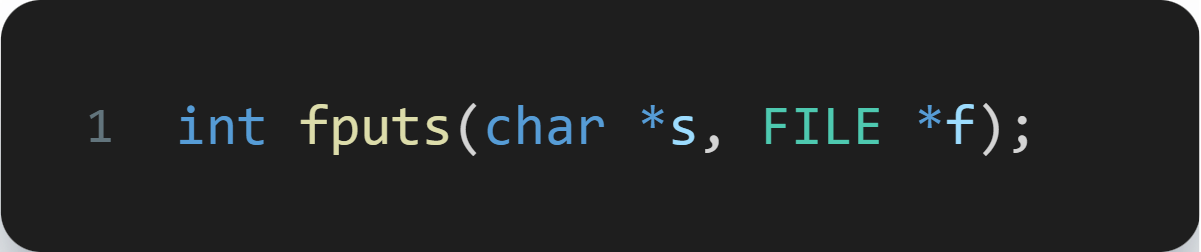 1 int fputs(char *s, FILE *f);